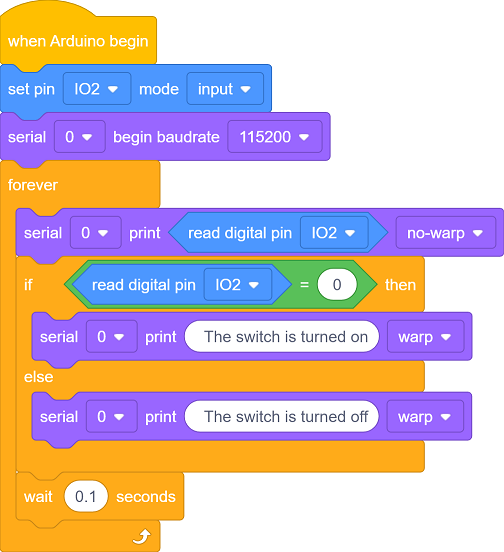 when Arduino begin
set pin IO2 mode input
serial 0 begin baudrate 115200
forever
serial 0 print read digital pin IO2 no-warp
if read digital pin IO2 = 0 then
serial 0 print The switch is turned on warp
else
serial 0 print The switch is turned off warp
wait 0.1 seconds